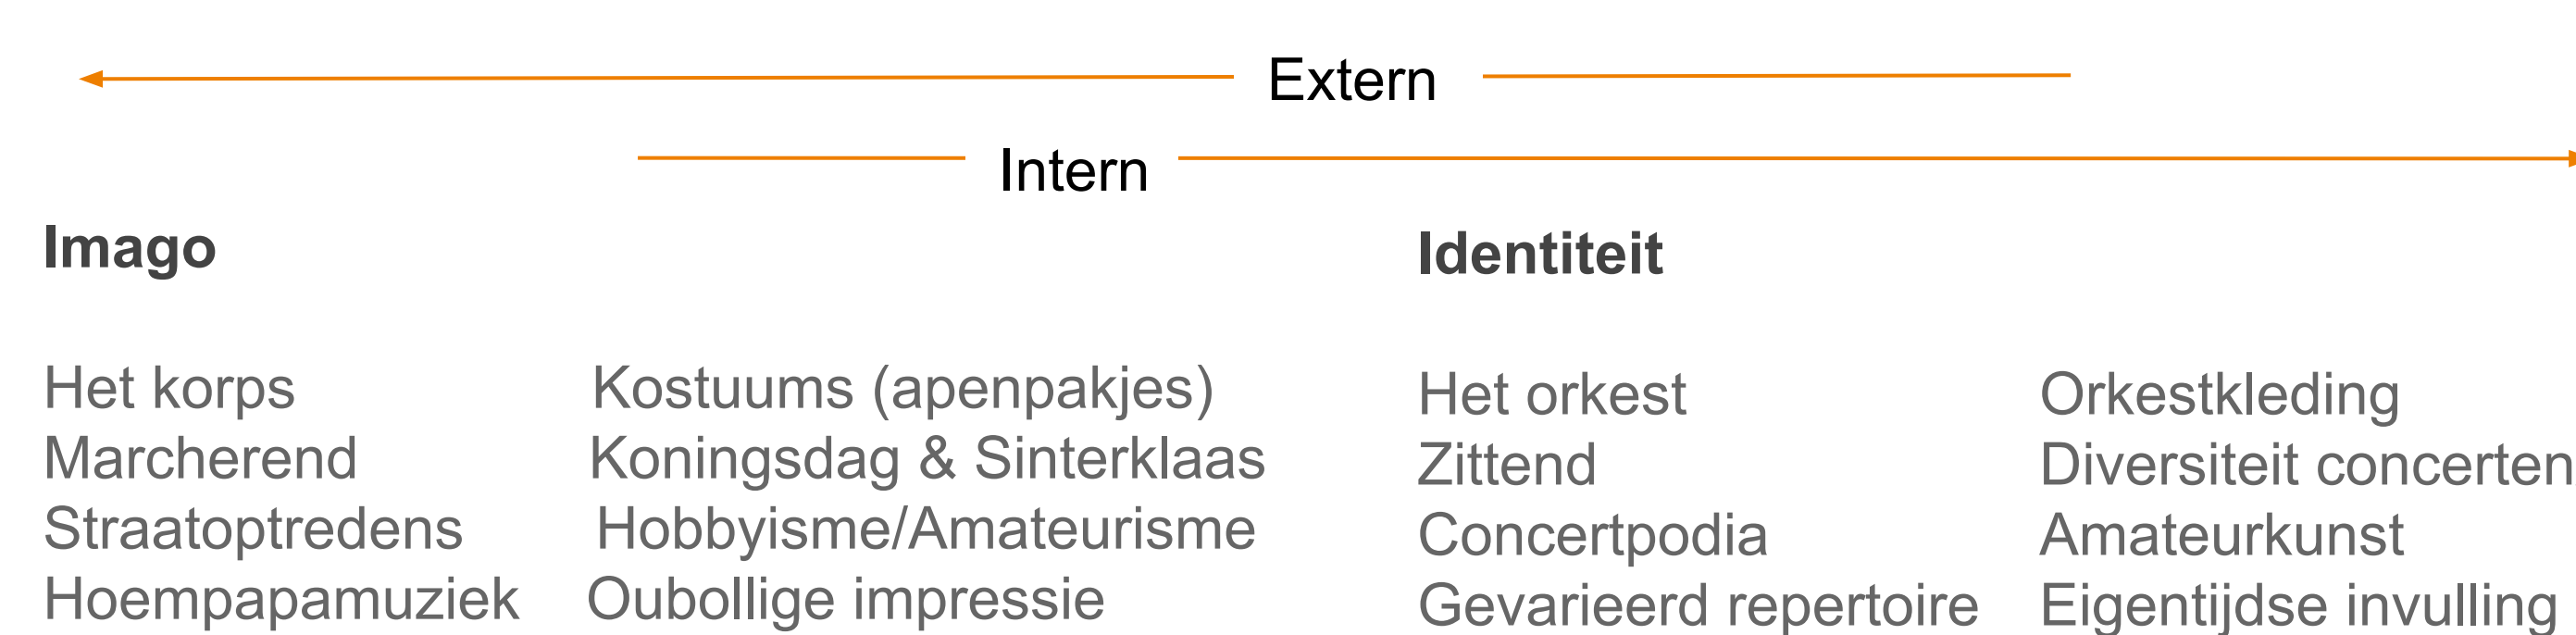 Extern
Intern
Imago
Identiteit
Het korps Kostuums (apenpakjes) Het orkest Orkestkleding
Marcherend Koningsdag & Sinterklaas Zittend Diversiteit concerten
Straatoptredens Hobbyisme/Amateurisme Concertpodia Amateurkunst
Hoempapamuziek Oubollige impressie Gevarieerd repertoire Eigentijdse invulling